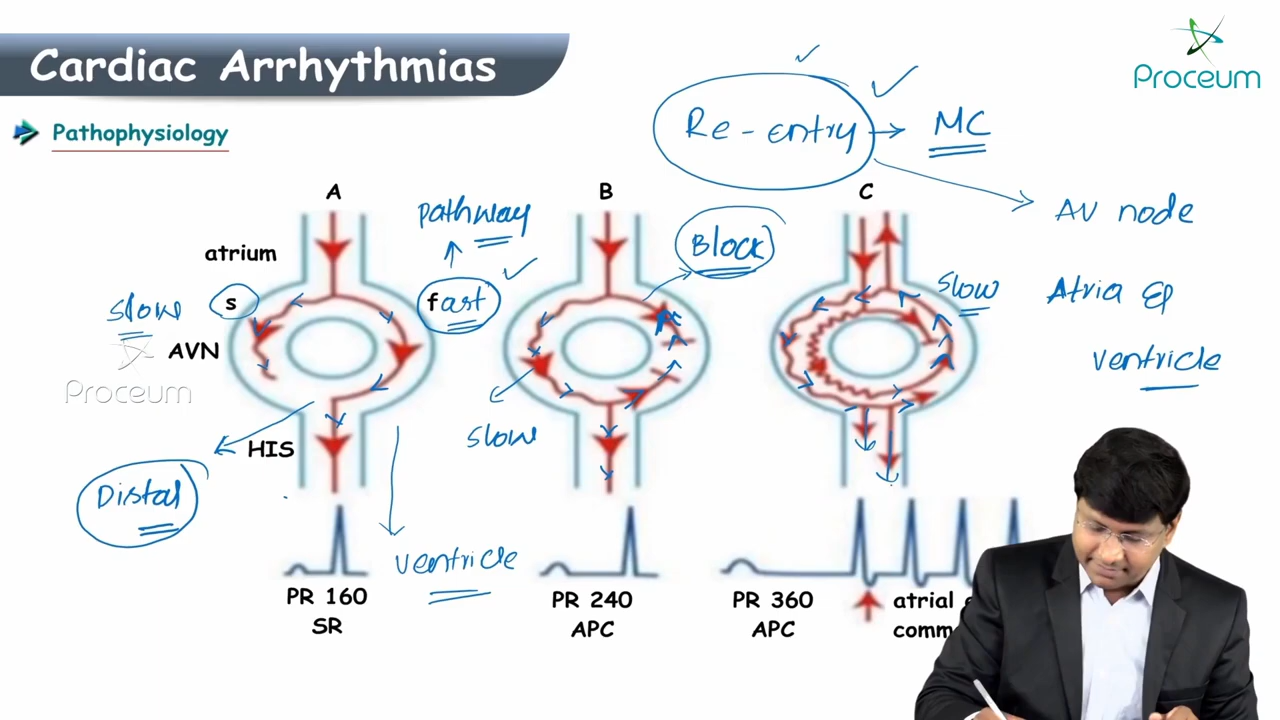 Cardiac Arrhythmias
Proceum
Pathophysiology
Re-entry → MC
A
B
C
pathway
Block
AV node
atrium
slow
s
fast
slow
Atria &
ventricle
AVN
Proceum
slow
HIS
Distal
ventricle
PR 160
SR
PR 240
APC
PR 360
APC
atrial
comm